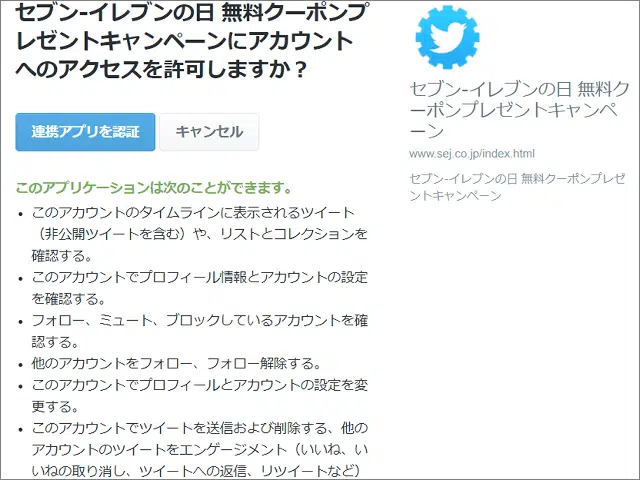 セブン-イレブンの日 無料クーポンプ
レゼントキャンペーンにアカウント
へのアクセスを許可しますか？
連携アプリを認証
キャンセル
このアプリケーションは次のことができます。
• このアカウントのタイムラインに表示されるツイート
（非公開ツイートを含む）や、リストとコレクションを
確認する。
• このアカウントでプロフィール情報とアカウントの設定
を確認する。
• フォロー、ミュート、ブロックしているアカウントを確
認する。
• 他のアカウントをフォロー、フォロー解除する。
• このアカウントでプロフィールとアカウントの設定を変
更する。
• このアカウントでツイートを送信および削除する、他の
アカウントのツイートをエンゲージメント（いいね、い
いねの取り消し、ツイートへの返信、リツイートなど）
セブン-イレブンの日 無料ク
ーポンプレゼントキャンペ
ーン
www.sej.co.jp/index.html
セブン-イレブンの日 無料クーポンプレゼ
ントキャンペーン